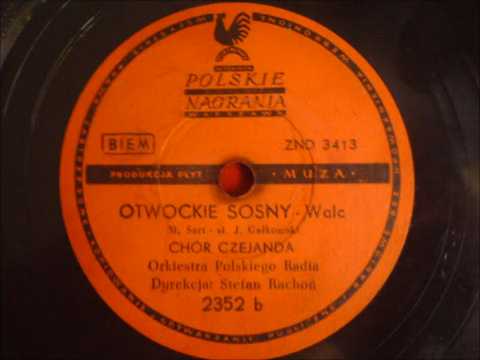 POLSKIE
NAGRANIA
WARSZAWA
BIEM
ZNO 3413
PRODUKCJA PŁYT
• MUZA •
OTWOCKIE SOSNY - Walc
M. Sart - sł. J. Gałkowski
CHÓR CZEJANDA
Orkiestra Polskiego Radia
Dyrekcja: Stefan Rachoń
2352 b